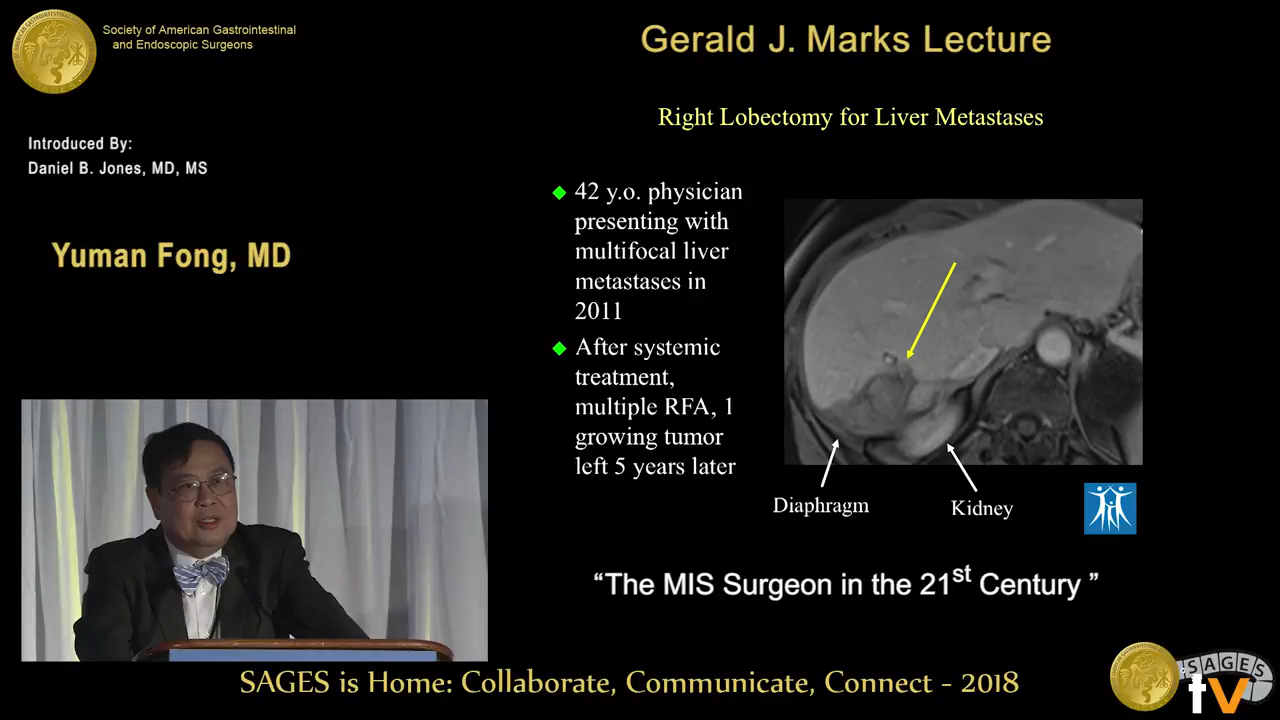 Society of American Gastrointestinal
and Endoscopic Surgeons
Gerald J. Marks Lecture
Introduced By:
Daniel B. Jones, MD, MS
Yuman Fong, MD
Right Lobectomy for Liver Metastases
42 y.o. physician
presenting with
multifocal liver
metastases in
2011
After systemic
treatment,
multiple RFA, 1
growing tumor
left 5 years later
Diaphragm
Kidney
“The MIS Surgeon in the 21st Century ”
SAGES is Home: Collaborate, Communicate, Connect - 2018
SAGES
tv